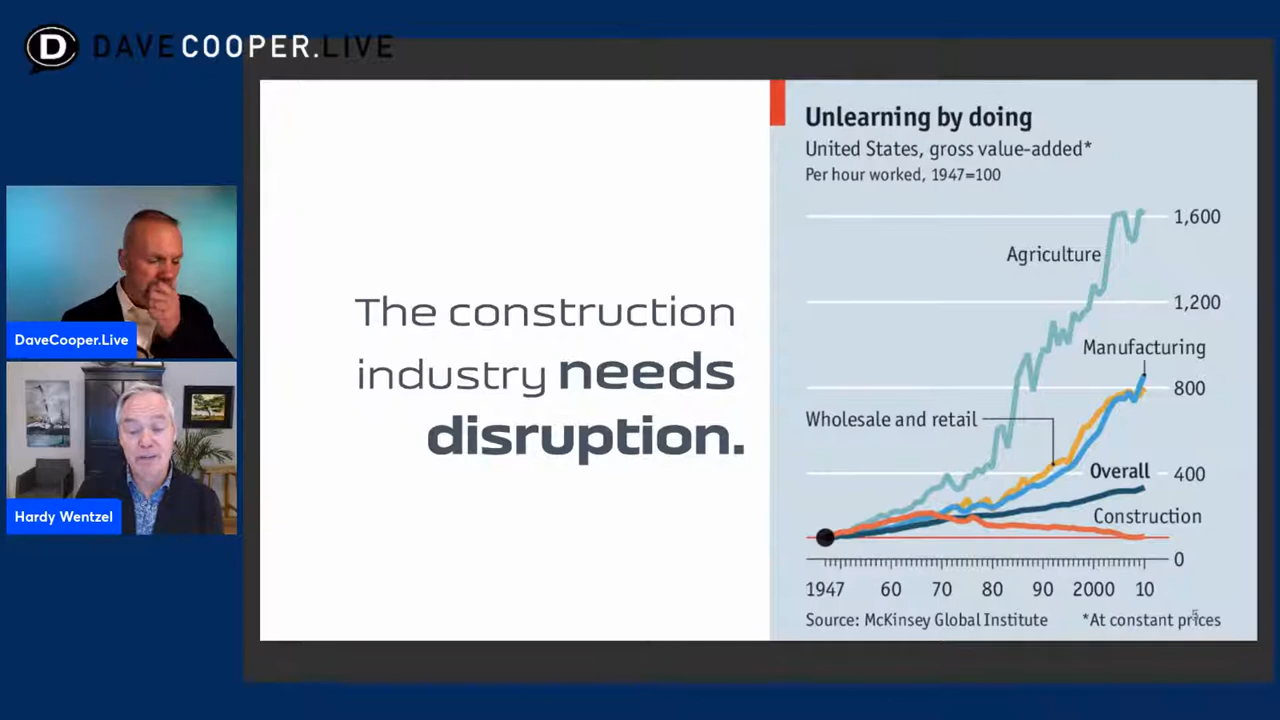 D DAVECOOPER.LIVE
DaveCooper.Live
Hardy Wentzel
The construction
industry needs
disruption.
Unlearning by doing
United States, gross value-added*
Per hour worked, 1947=100
1,600
Agriculture
1,200
Manufacturing
800
Wholesale and retail
Overall
400
Construction
0
1947 60 70 80 90 2000 10
Source: McKinsey Global Institute *At constant prices
5